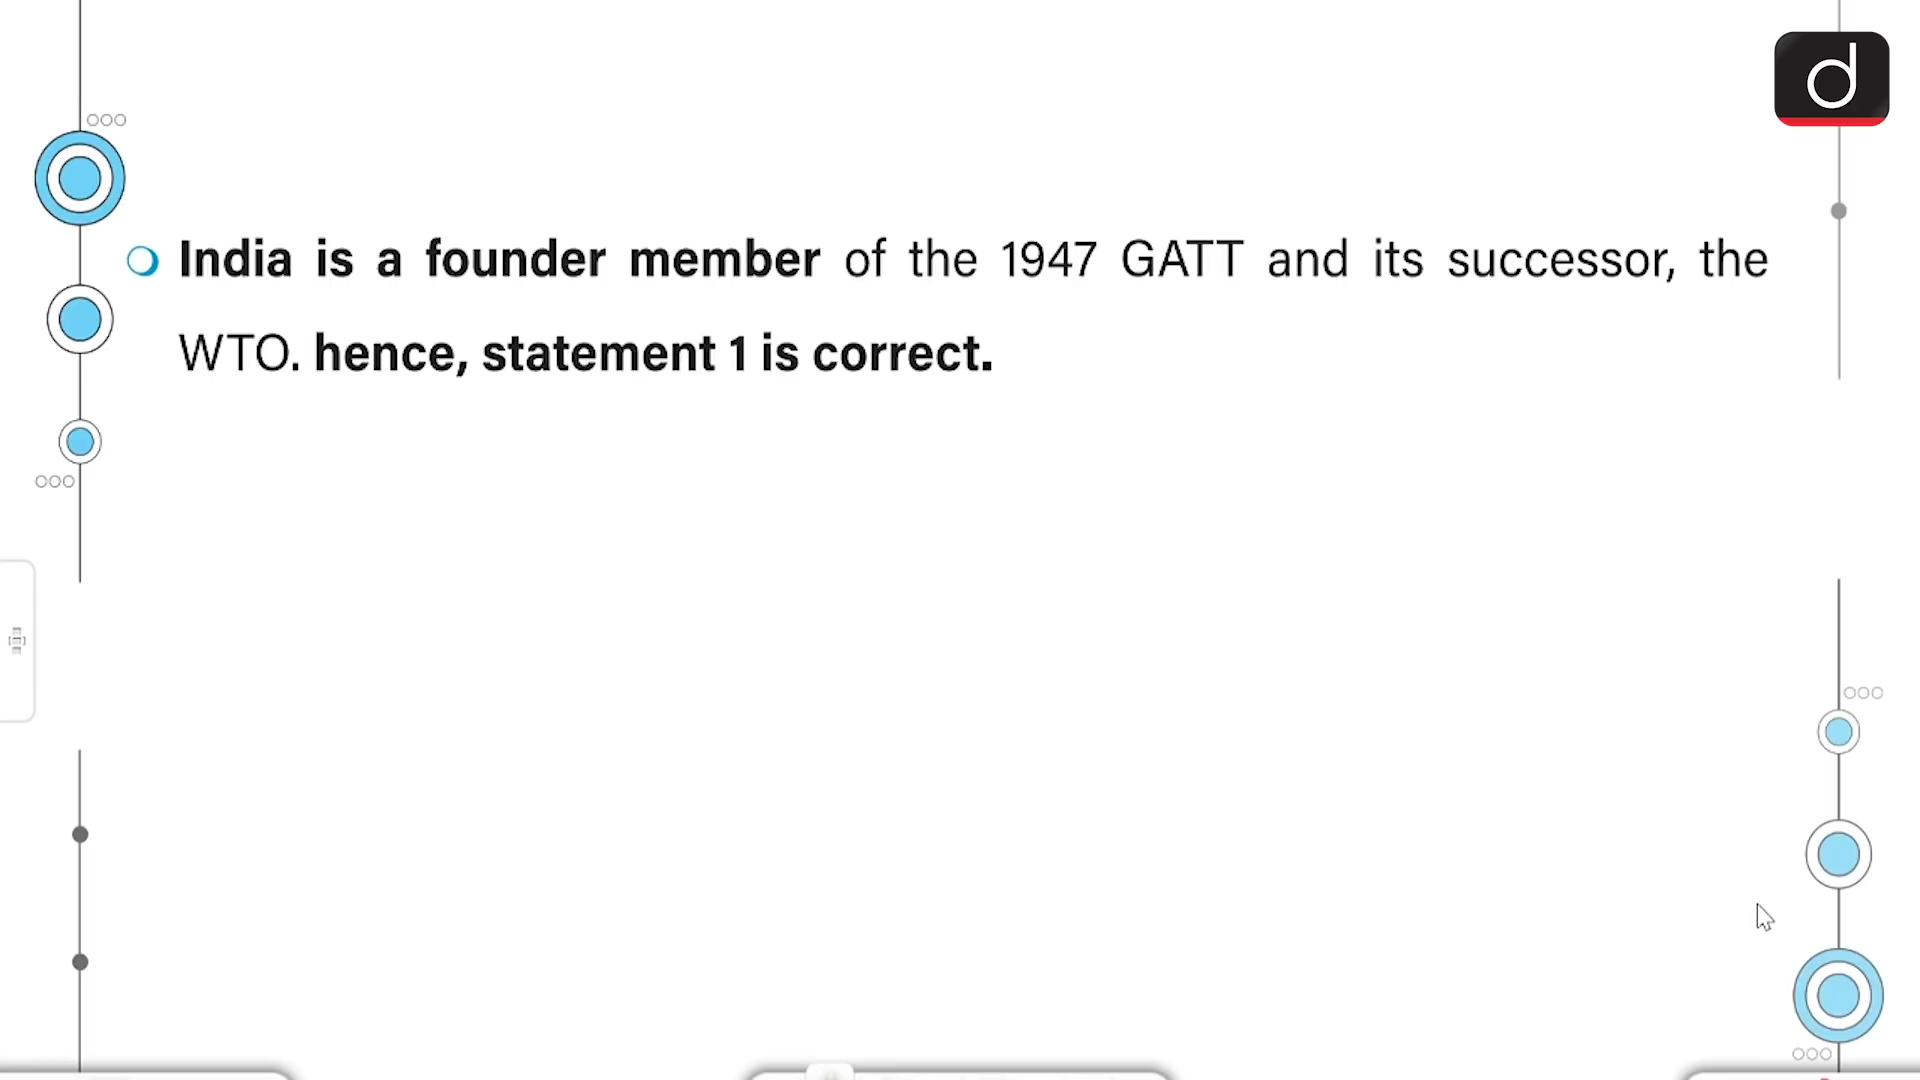 d
India is a founder member of the 1947 GATT and its successor, the
WTO. hence, statement 1 is correct.